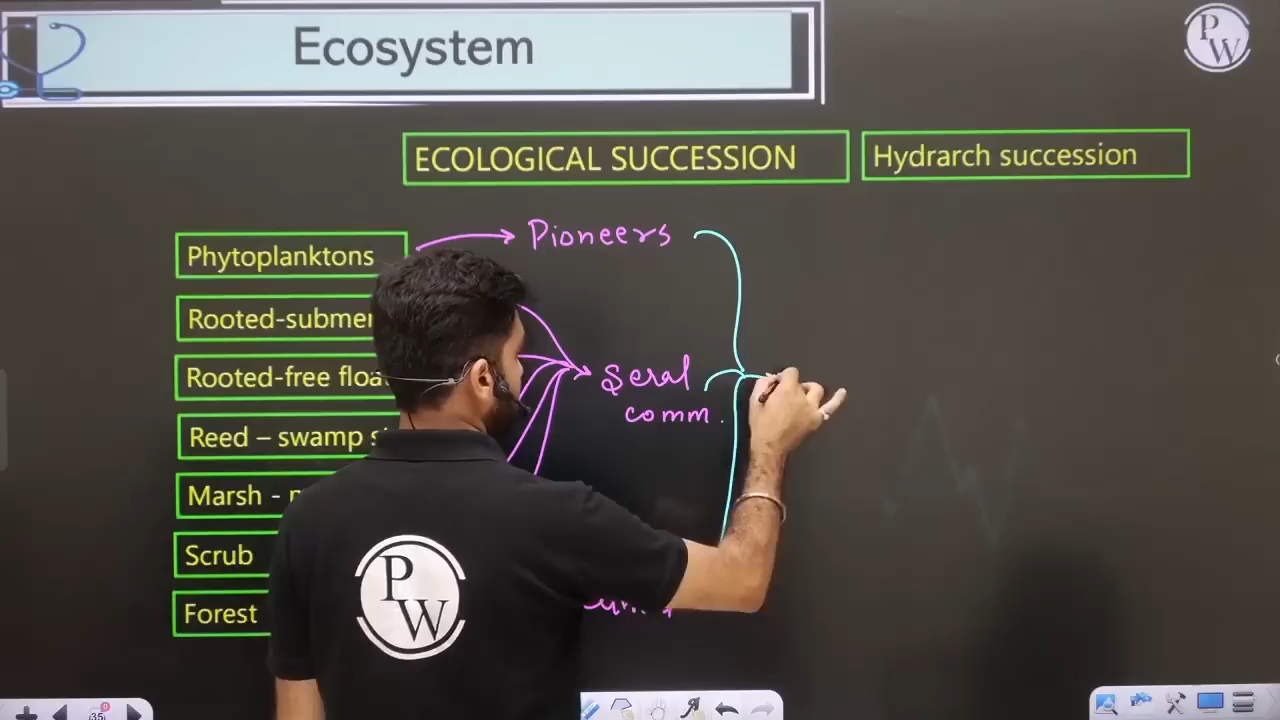 Ecosystem
PW
ECOLOGICAL SUCCESSION
Hydrarch succession
Phytoplanktons
Pioneers
Rooted-submer
Rooted-free floa
Seral
comm.
Reed – swamp s
Marsh -
Scrub
Forest
PW
35